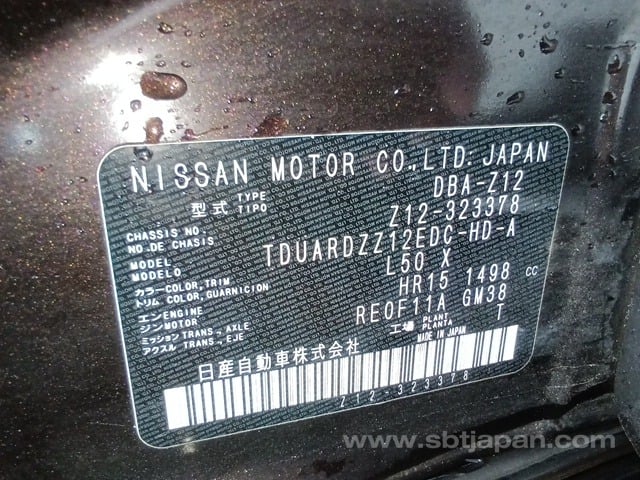 NISSAN MOTOR CO.,LTD. JAPAN
型式 TYPE TIPO DBA-Z12
CHASSIS NO. NO.DE CHASIS Z12-323378
MODEL MODELO TDUARDZZ12EDC-HD-A
カラー トリム COLOR, TRIM COLOR, GUARNICION L50 X
エンジン ENGINE MOTOR HR15 1498 CC
ミッション アクスル TRANS., AXLE TRANS., EJE RE0F11A GM38
工場 PLANT PLANTA T
MADE IN JAPAN
日産自動車株式会社
Z12-323378
www.sbtjapan.com